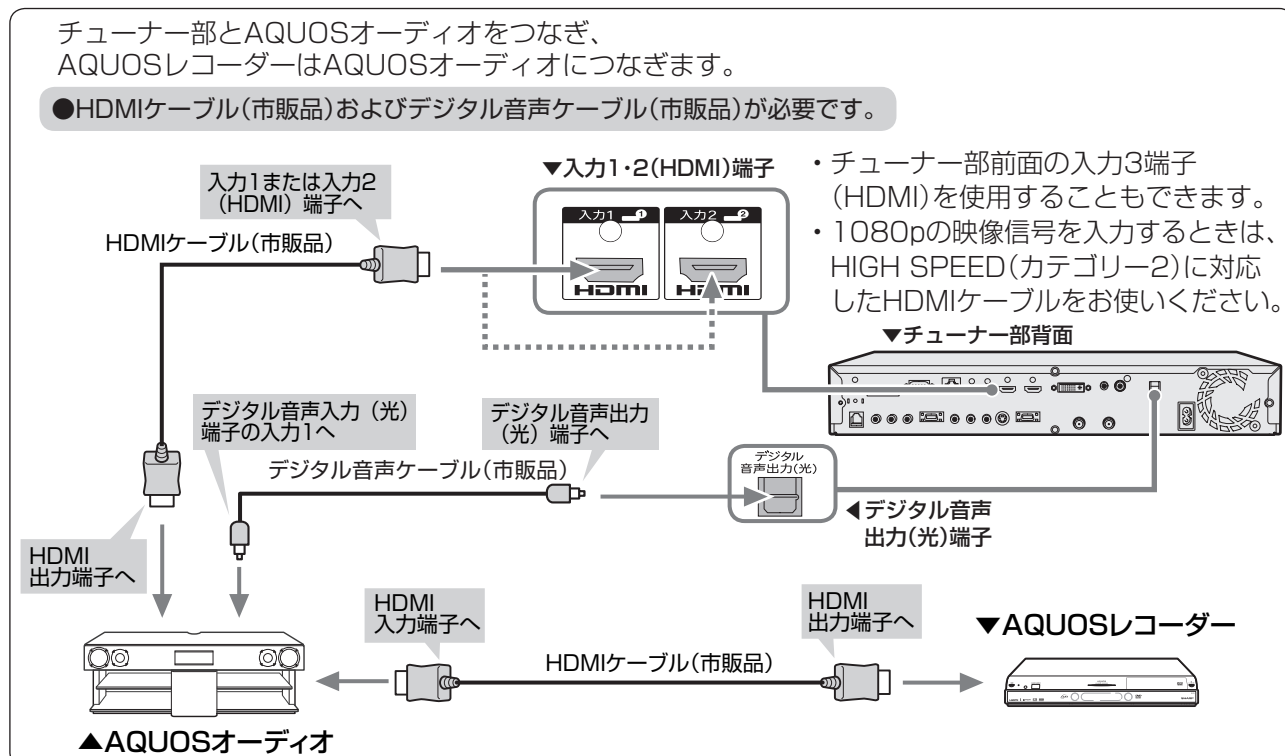 チューナー部とAQUOSオーディオをつなぎ、
AQUOSレコーダーはAQUOSオーディオにつなぎます。
●HDMIケーブル(市販品)およびデジタル音声ケーブル(市販品)が必要です。
入力1または入力2
(HDMI)端子へ
HDMIケーブル(市販品)
▼入力1・2(HDMI)端子
入力1 ❶
入力2 ❷
HDMI
HDMI
・チューナー部前面の入力3端子
(HDMI)を使用することもできます。
・1080pの映像信号を入力するときは、
HIGH SPEED(カテゴリー2)に対応
したHDMIケーブルをお使いください。
▼チューナー部背面
デジタル音声入力(光)
端子の入力1へ
デジタル音声出力
(光)端子へ
デジタル音声ケーブル(市販品)
デジタル
音声出力(光)
◀デジタル音声
出力(光)端子
HDMI
出力端子へ
HDMI
入力端子へ
HDMI
出力端子へ
HDMIケーブル(市販品)
▼AQUOSレコーダー
▲AQUOSオーディオ